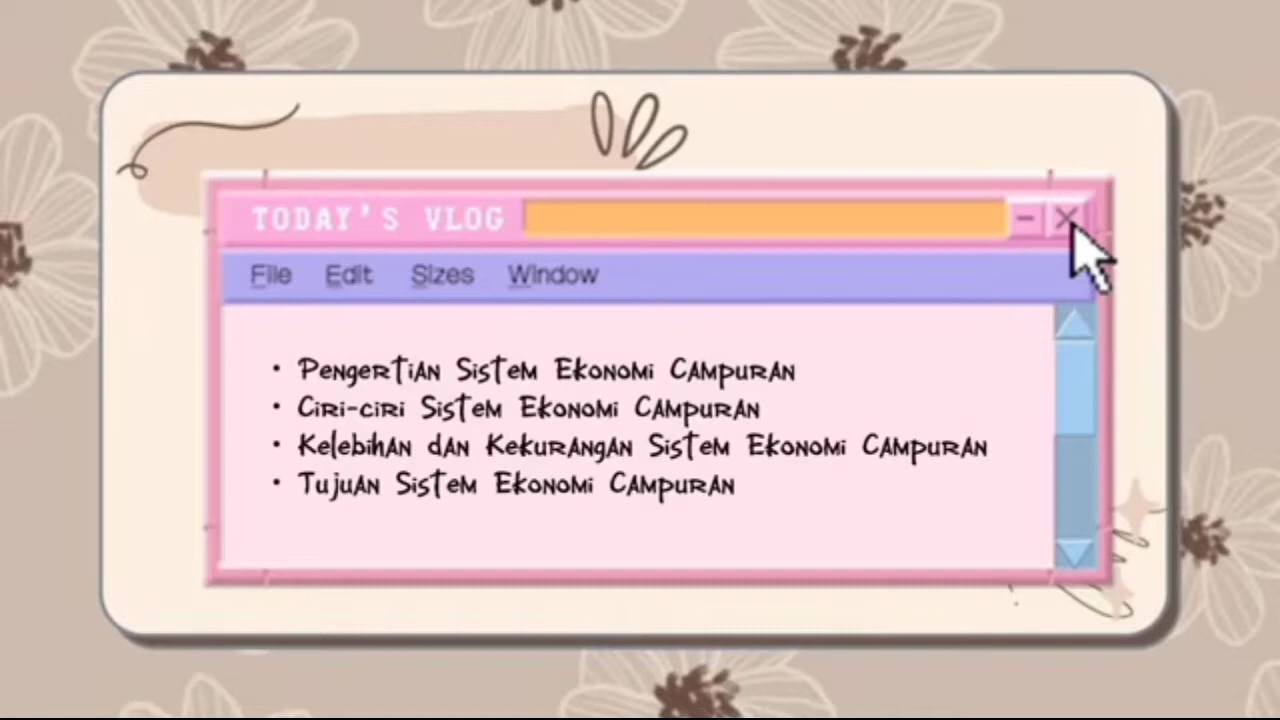 TODAY'S VLOG
File Edit Sizes Window
• Pengertian Sistem Ekonomi Campuran
• Ciri-ciri Sistem Ekonomi Campuran
• Kelebihan dan Kekurangan Sistem Ekonomi Campuran
• Tujuan Sistem Ekonomi Campuran